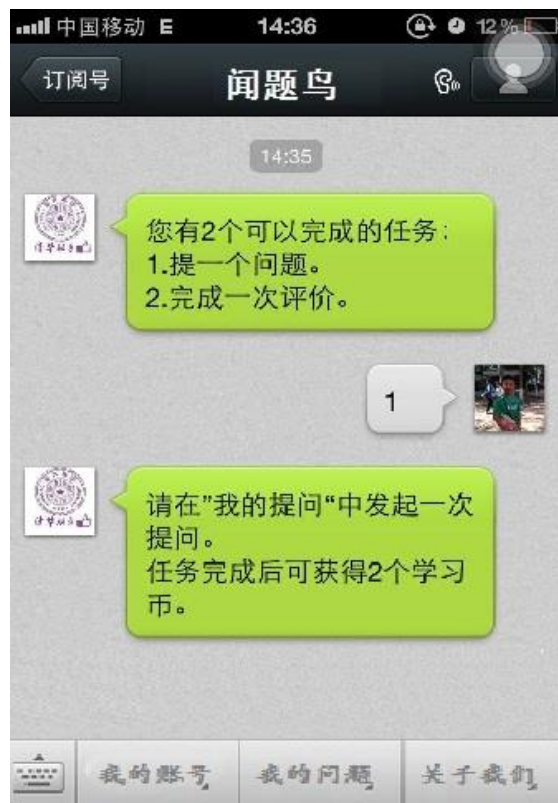 中国移动 E 14:36 12%
订阅号 闻题鸟
14:35
您有2个可以完成的任务:
1.提一个问题。
2.完成一次评价。
1
请在”我的提问“中发起一次
提问。
任务完成后可获得2个学习
币。
我的账号 我的问题 关于我们